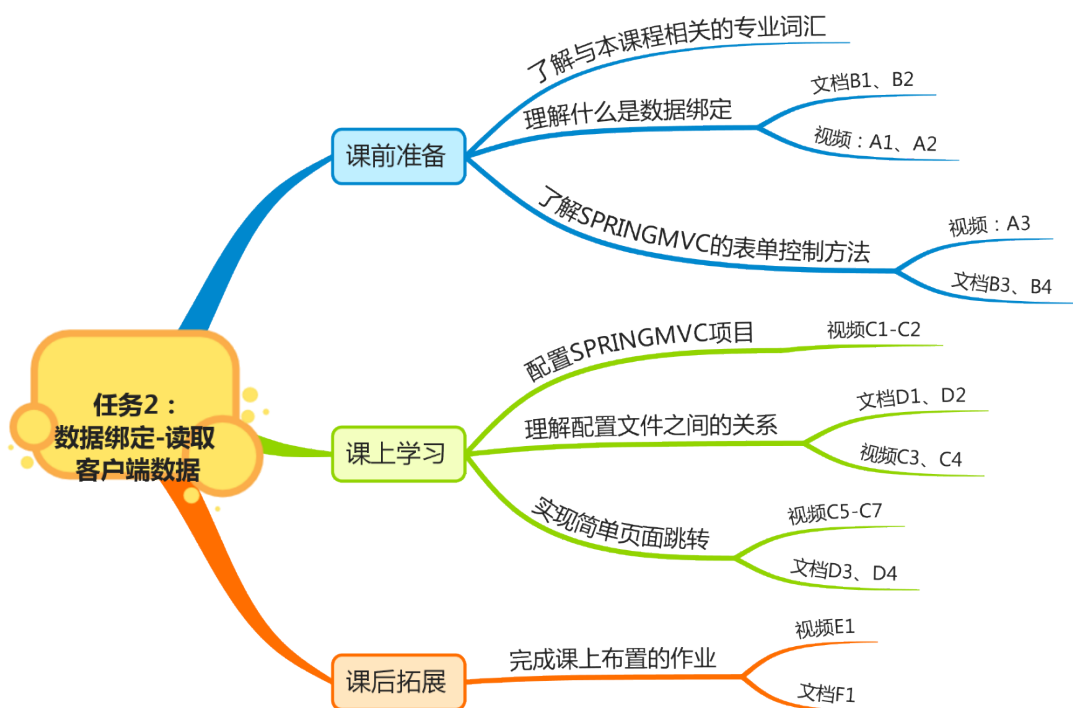 任务2：
数据绑定-读取
客户端数据
课前准备
了解与本课程相关的专业词汇
理解什么是数据绑定
文档B1、B2
视频：A1、A2
了解SPRINGMVC的表单控制方法
视频：A3
文档B3、B4
课上学习
配置SPRINGMVC项目
视频C1-C2
理解配置文件之间的关系
文档D1、D2
视频C3、C4
实现简单页面跳转
视频C5-C7
文档D3、D4
课后拓展
完成课上布置的作业
视频E1
文档F1